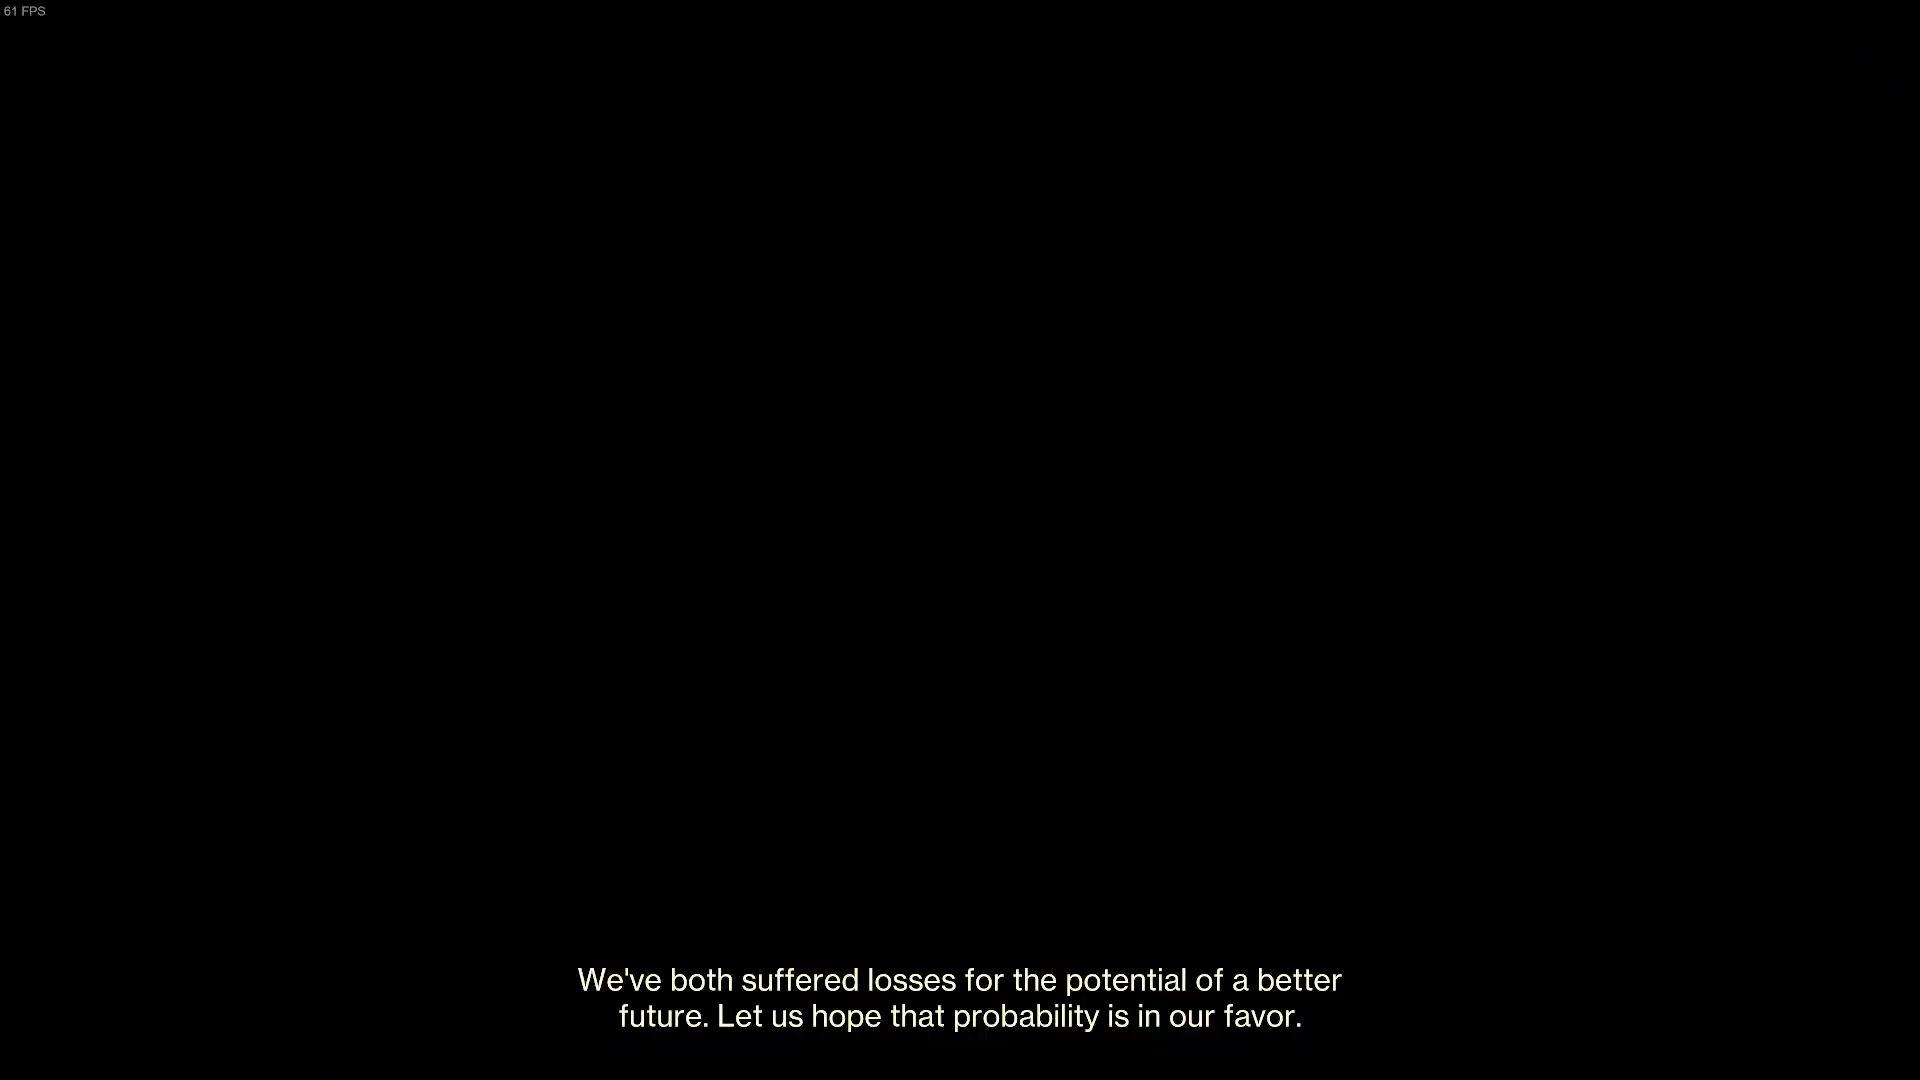 61 FPS
We've both suffered losses for the potential of a better
future. Let us hope that probability is in our favor.